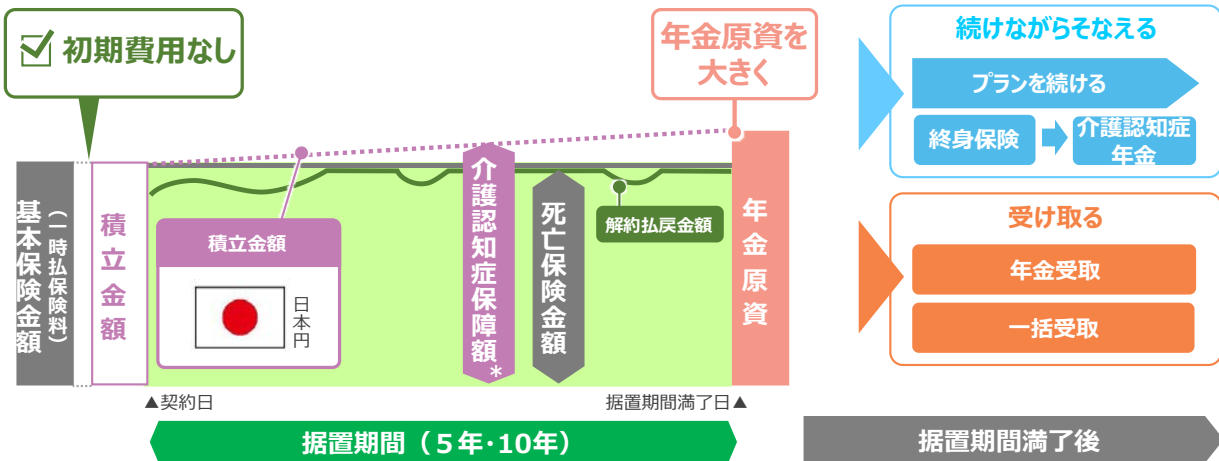 初期費用なし
年金原資を
大きく
続けながらそなえる
プランを続ける
終身保険
介護認知症
年金
受け取る
年金受取
一括受取
基本保険金額
（一時払保険料）
積立金額
積立金額
日本円
介護認知症保障額*
死亡保険金額
解約払戻金額
年金原資
▲契約日
据置期間満了日▲
据置期間（５年･10年）
据置期間満了後